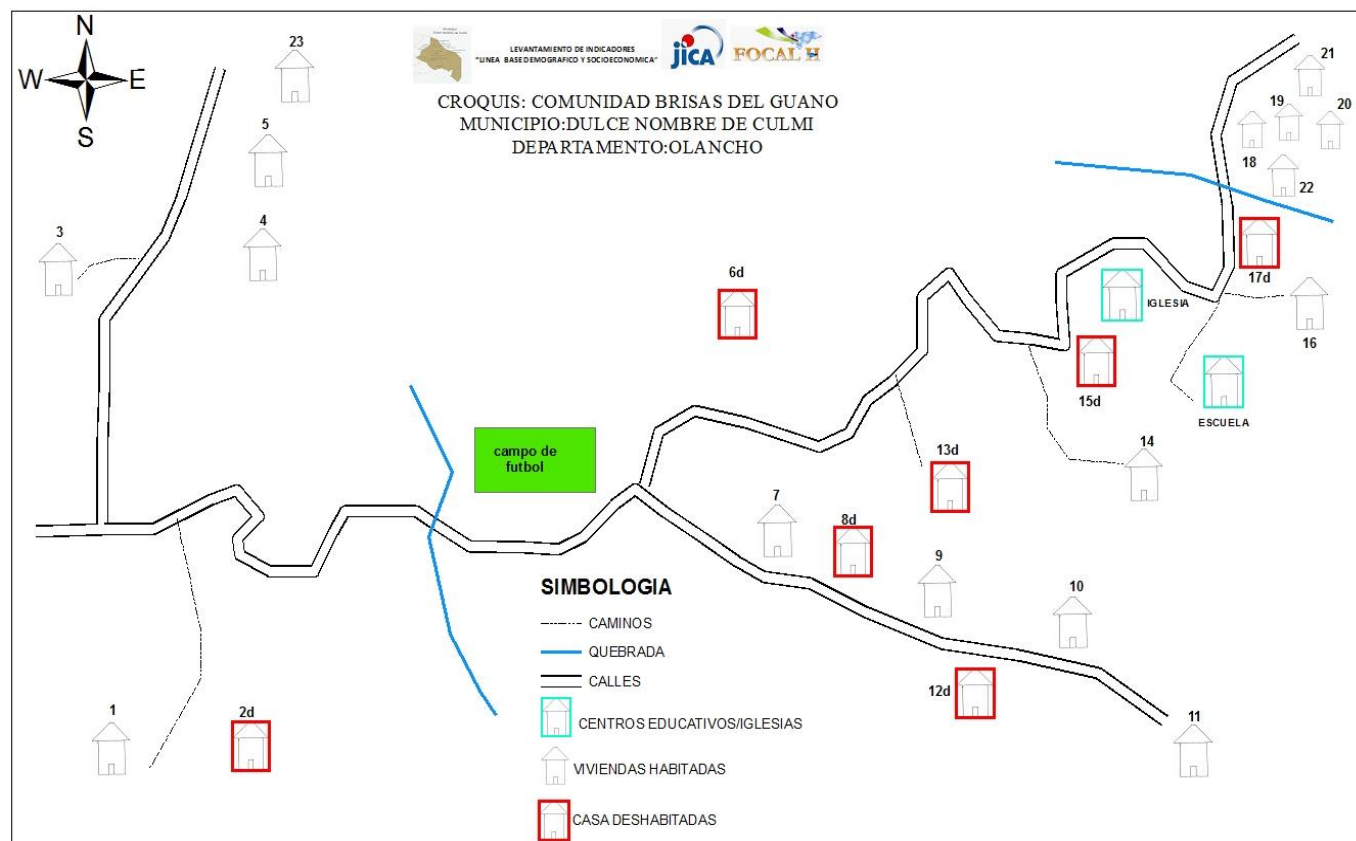 N
W E
S
LEVANTAMIENTO DE INDICADORES
"LINEA BASE DEMOGRAFICO Y SOCIOECONOMICA"
jICA
FOCAL II
CROQUIS: COMUNIDAD BRISAS DEL GUANO
MUNICIPIO:DULCE NOMBRE DE CULMI
DEPARTAMENTO:OLANCHO
23
5
4
3
21
19
20
18
22
17d
6d
IGLESIA
16
15d
ESCUELA
14
13d
campo de
futbol
7
8d
9
10
12d
11
1
2d
SIMBOLOGIA
CAMINOS
QUEBRADA
CALLES
CENTROS EDUCATIVOS/IGLESIAS
VIVIENDAS HABITADAS
CASA DESHABITADAS